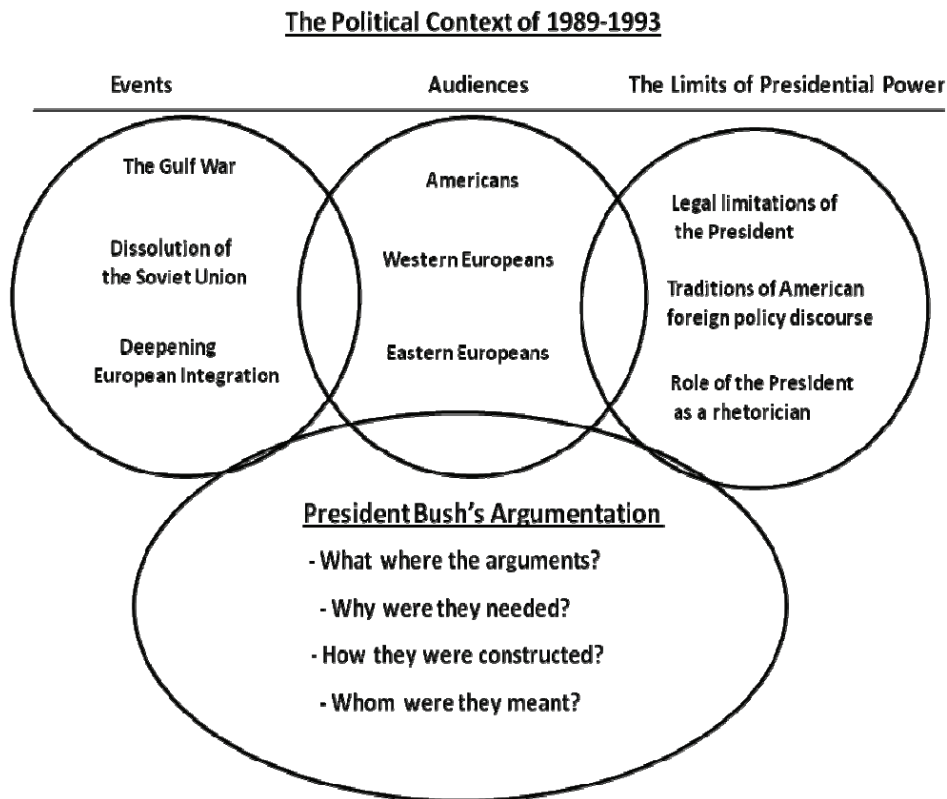 The Political Context of 1989-1993
Events
Audiences
The Limits of Presidential Power
The Gulf War
Dissolution of
the Soviet Union
Deepening
European Integration
Americans
Western Europeans
Eastern Europeans
Legal limitations of
the President
Traditions of American
foreign policy discourse
Role of the President
as a rhetorician
President Bush's Argumentation
- What where the arguments?
- Why were they needed?
- How they were constructed?
- Whom were they meant?